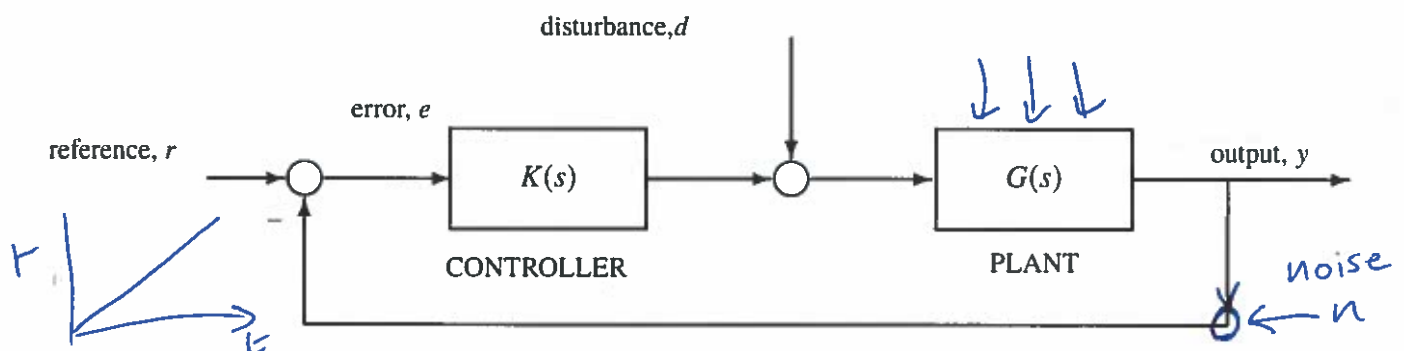 disturbance,d
error, e
reference, r
K(s)
G(s)
output, y
−
CONTROLLER
PLANT
r
t
noise
n